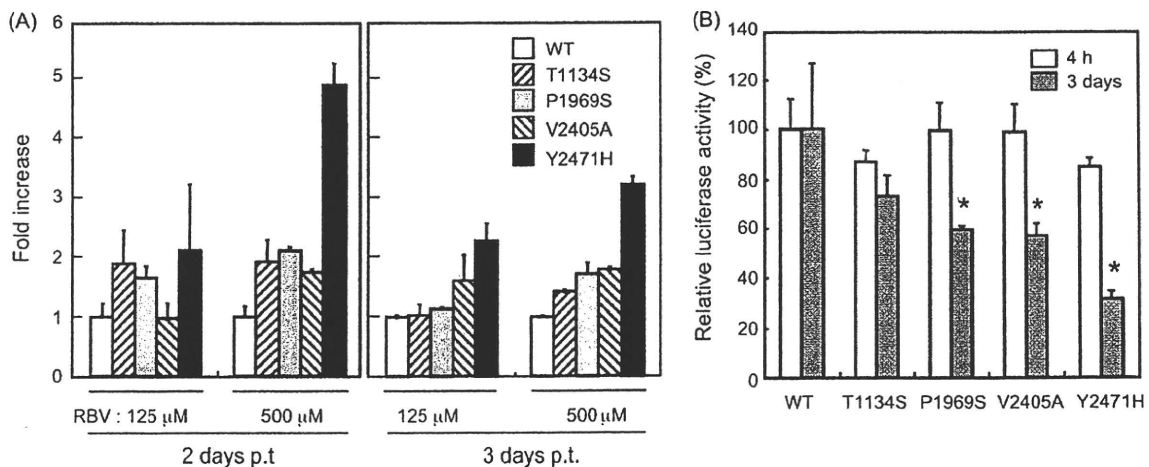 (A)
Fold increase
6
5
4
3
2
1
0
WT
T1134S
P1969S
V2405A
Y2471H
RBV : 125 μM
500 μM
125 μM
500 μM
2 days p.t
3 days p.t.
(B)
Relative luciferase activity (%)
140
120
100
80
60
40
20
0
4 h
3 days
*
*
*
WT
T1134S
P1969S
V2405A
Y2471H